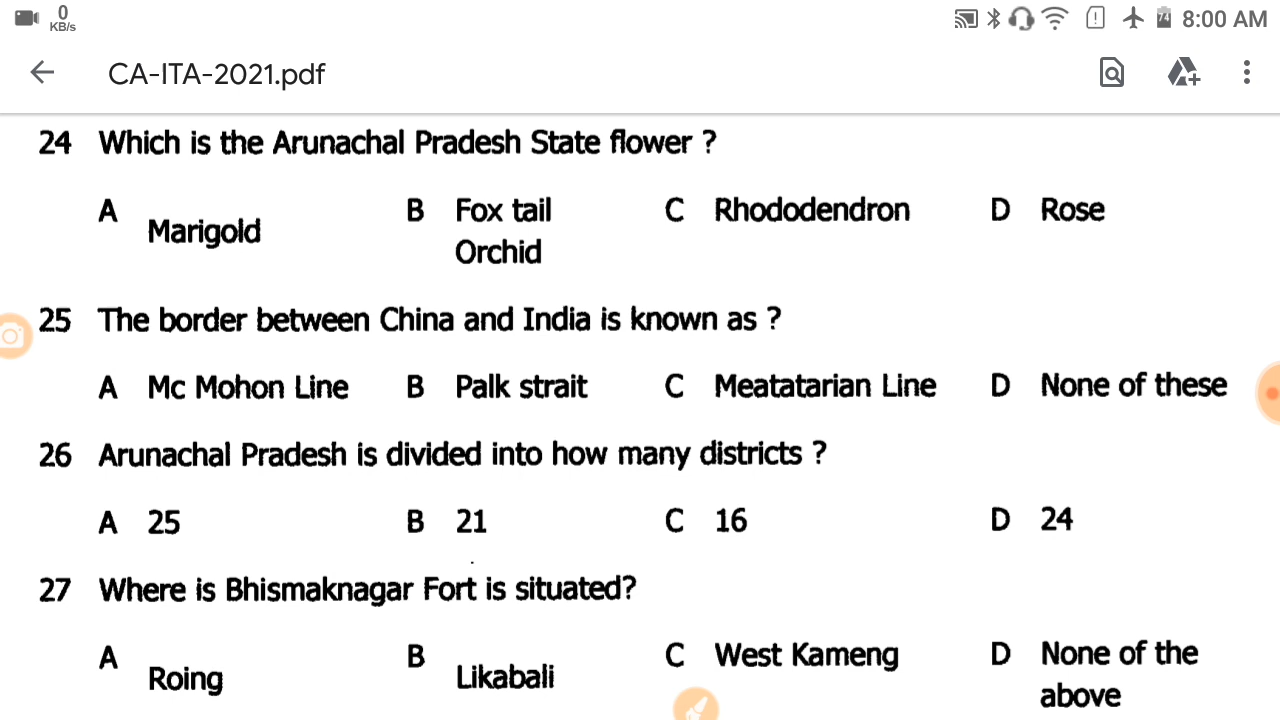 0
KB/s
74
8:00 AM
CA-ITA-2021.pdf
24 Which is the Arunachal Pradesh State flower ?
A Marigold B Fox tail C Rhododendron D Rose
Orchid
25 The border between China and India is known as ?
A Mc Mohon Line B Palk strait C Meatatarian Line D None of these
26 Arunachal Pradesh is divided into how many districts ?
A 25 B 21 C 16 D 24
27 Where is Bhismaknagar Fort is situated?
A Roing B Likabali C West Kameng D None of the
above